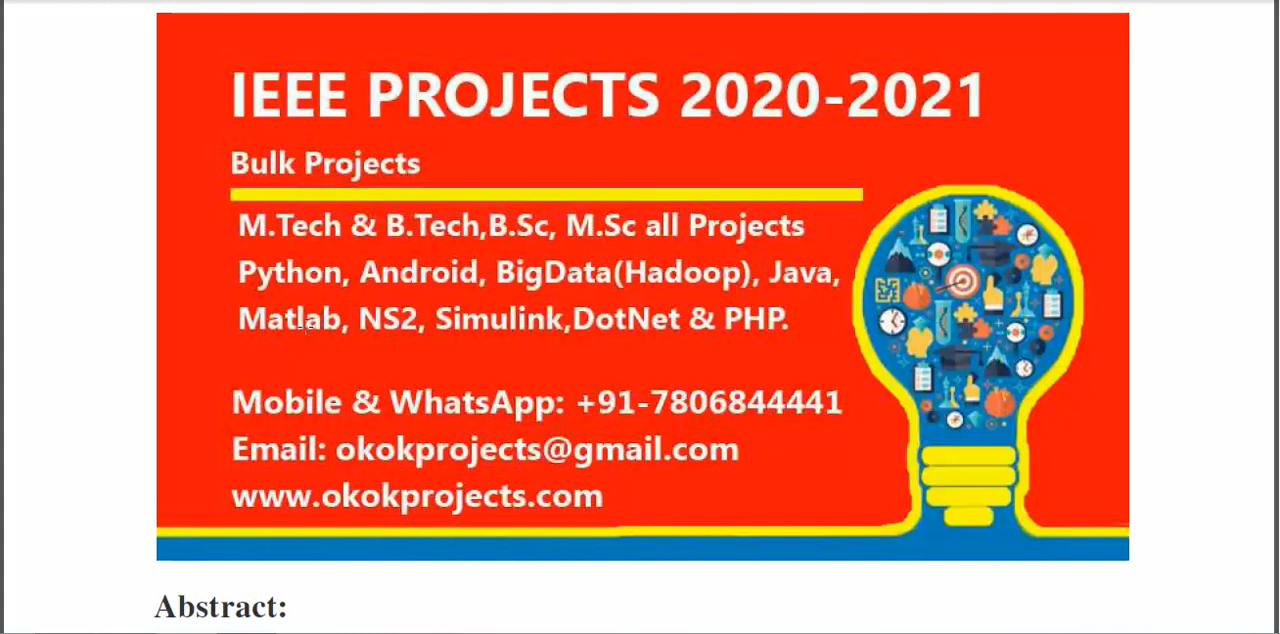 IEEE PROJECTS 2020-2021
Bulk Projects
M.Tech & B.Tech,B.Sc, M.Sc all Projects
Python, Android, BigData(Hadoop), Java,
Matlab, NS2, Simulink,DotNet & PHP.
Mobile & WhatsApp: +91-7806844441
Email: okokprojects@gmail.com
www.okokprojects.com
Abstract: